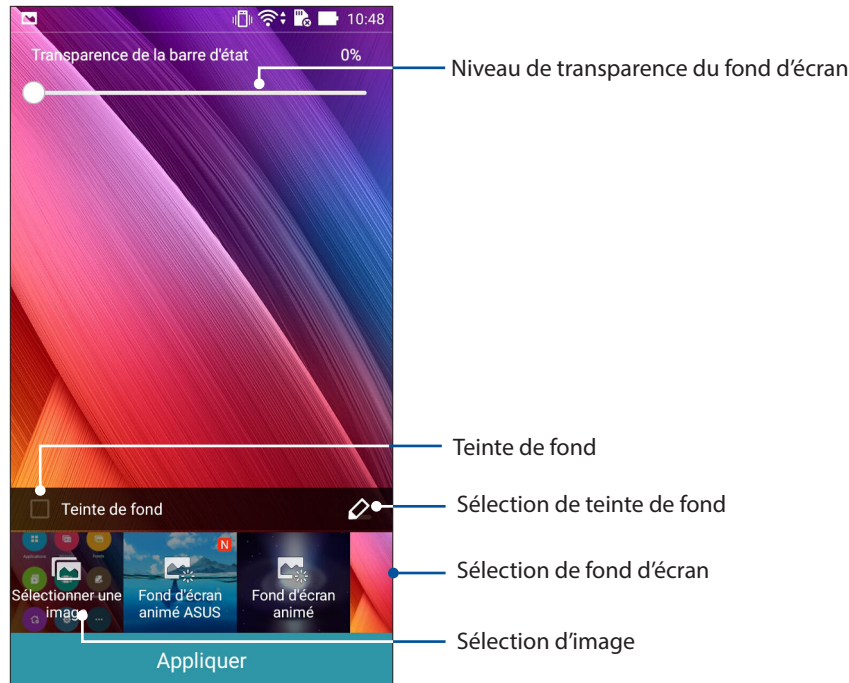 10:48
Transparence de la barre d'état 0%
Niveau de transparence du fond d’écran
Teinte de fond
Teinte de fond
Sélection de teinte de fond
N
Sélectionner une
image
Fond d'écran
animé ASUS
Fond d'écran
animé
Sélection de fond d’écran
Sélection d’image
Appliquer